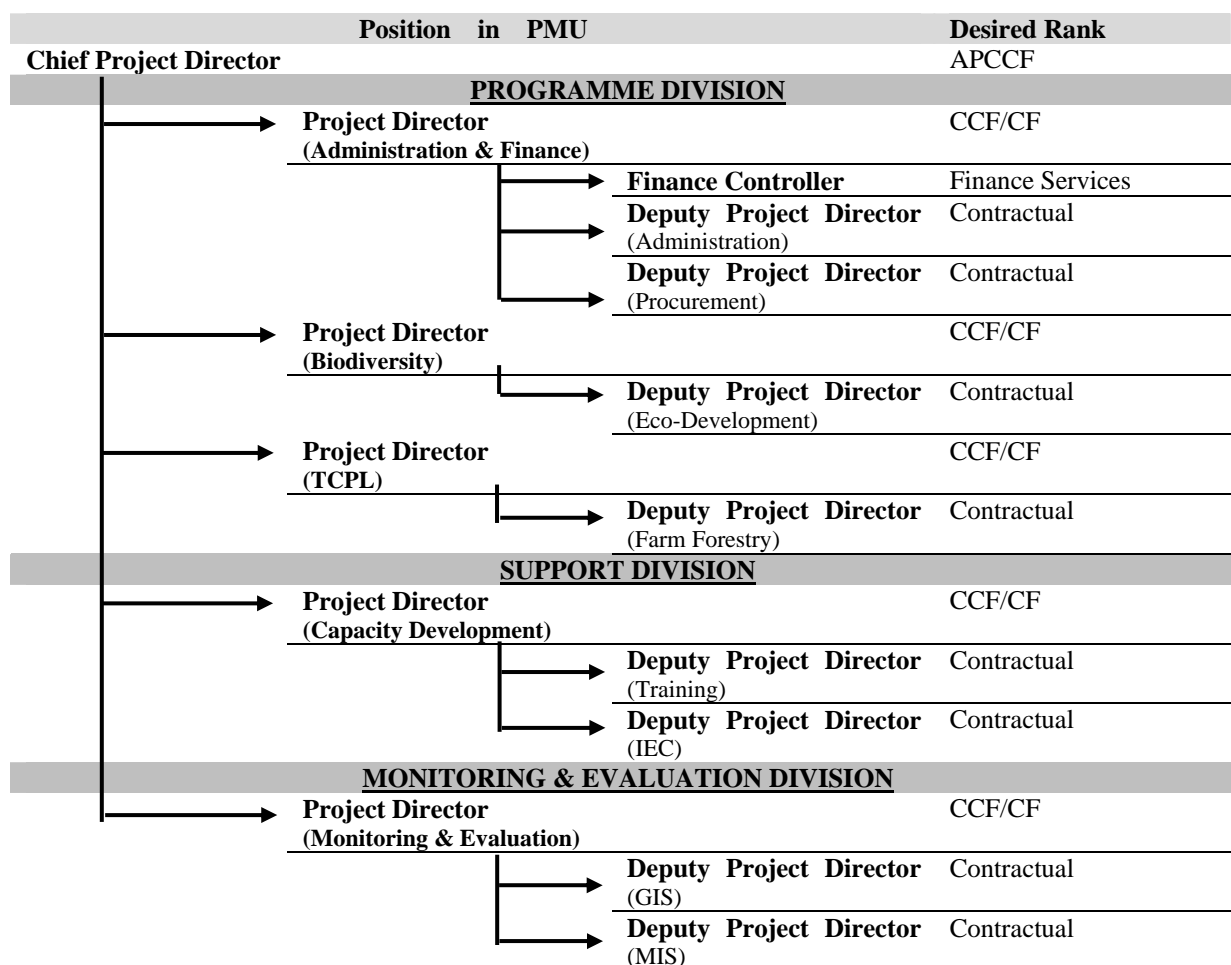 Position in PMU Desired Rank
Chief Project Director APCCF
PROGRAMME DIVISION
Project Director CCF/CF
(Administration & Finance)
Finance Controller Finance Services
Deputy Project Director Contractual
(Administration)
Deputy Project Director Contractual
(Procurement)
Project Director CCF/CF
(Biodiversity)
Deputy Project Director Contractual
(Eco-Development)
Project Director CCF/CF
(TCPL)
Deputy Project Director Contractual
(Farm Forestry)
SUPPORT DIVISION
Project Director CCF/CF
(Capacity Development)
Deputy Project Director Contractual
(Training)
Deputy Project Director Contractual
(IEC)
MONITORING & EVALUATION DIVISION
Project Director CCF/CF
(Monitoring & Evaluation)
Deputy Project Director Contractual
(GIS)
Deputy Project Director Contractual
(MIS)